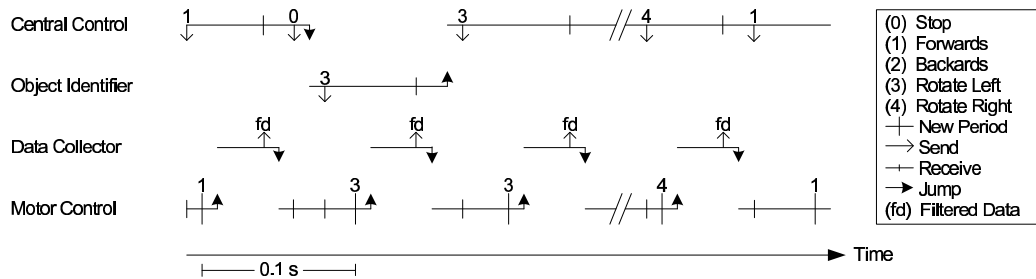 Central Control 1 0 3 4 1
Object Identifier 3
Data Collector fd fd fd fd
Motor Control 1 3 3 4 1
0.1 s
Time
(0) Stop
(1) Forwards
(2) Backards
(3) Rotate Left
(4) Rotate Right
New Period
Send
Receive
Jump
(fd) Filtered Data